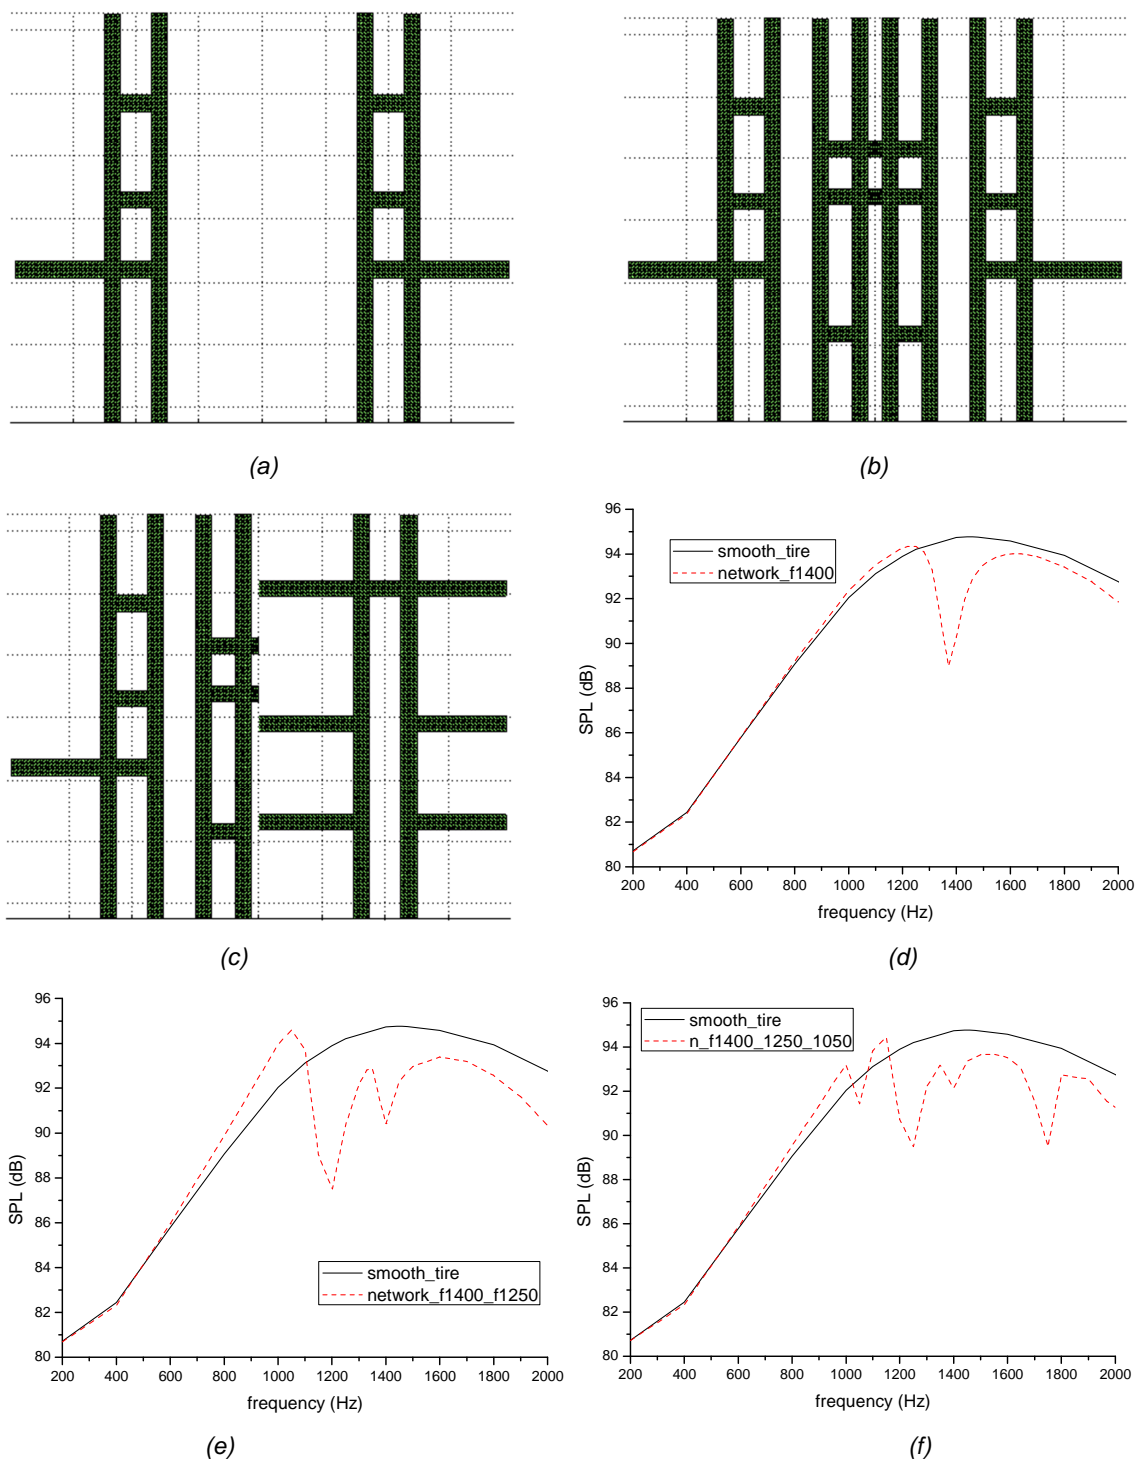 (a)
(b)
(c)
96
94
92
90
88
86
84
82
80
SPL (dB)
smooth_tire
network_f1400
200 400 600 800 1000 1200 1400 1600 1800 2000
frequency (Hz)
(d)
96
94
92
90
88
86
84
82
80
SPL (dB)
smooth_tire
network_f1400_f1250
200 400 600 800 1000 1200 1400 1600 1800 2000
frequency (Hz)
(e)
96
94
92
90
88
86
84
82
80
SPL (dB)
smooth_tire
n_f1400_1250_1050
200 400 600 800 1000 1200 1400 1600 1800 2000
frequency (Hz)
(f)